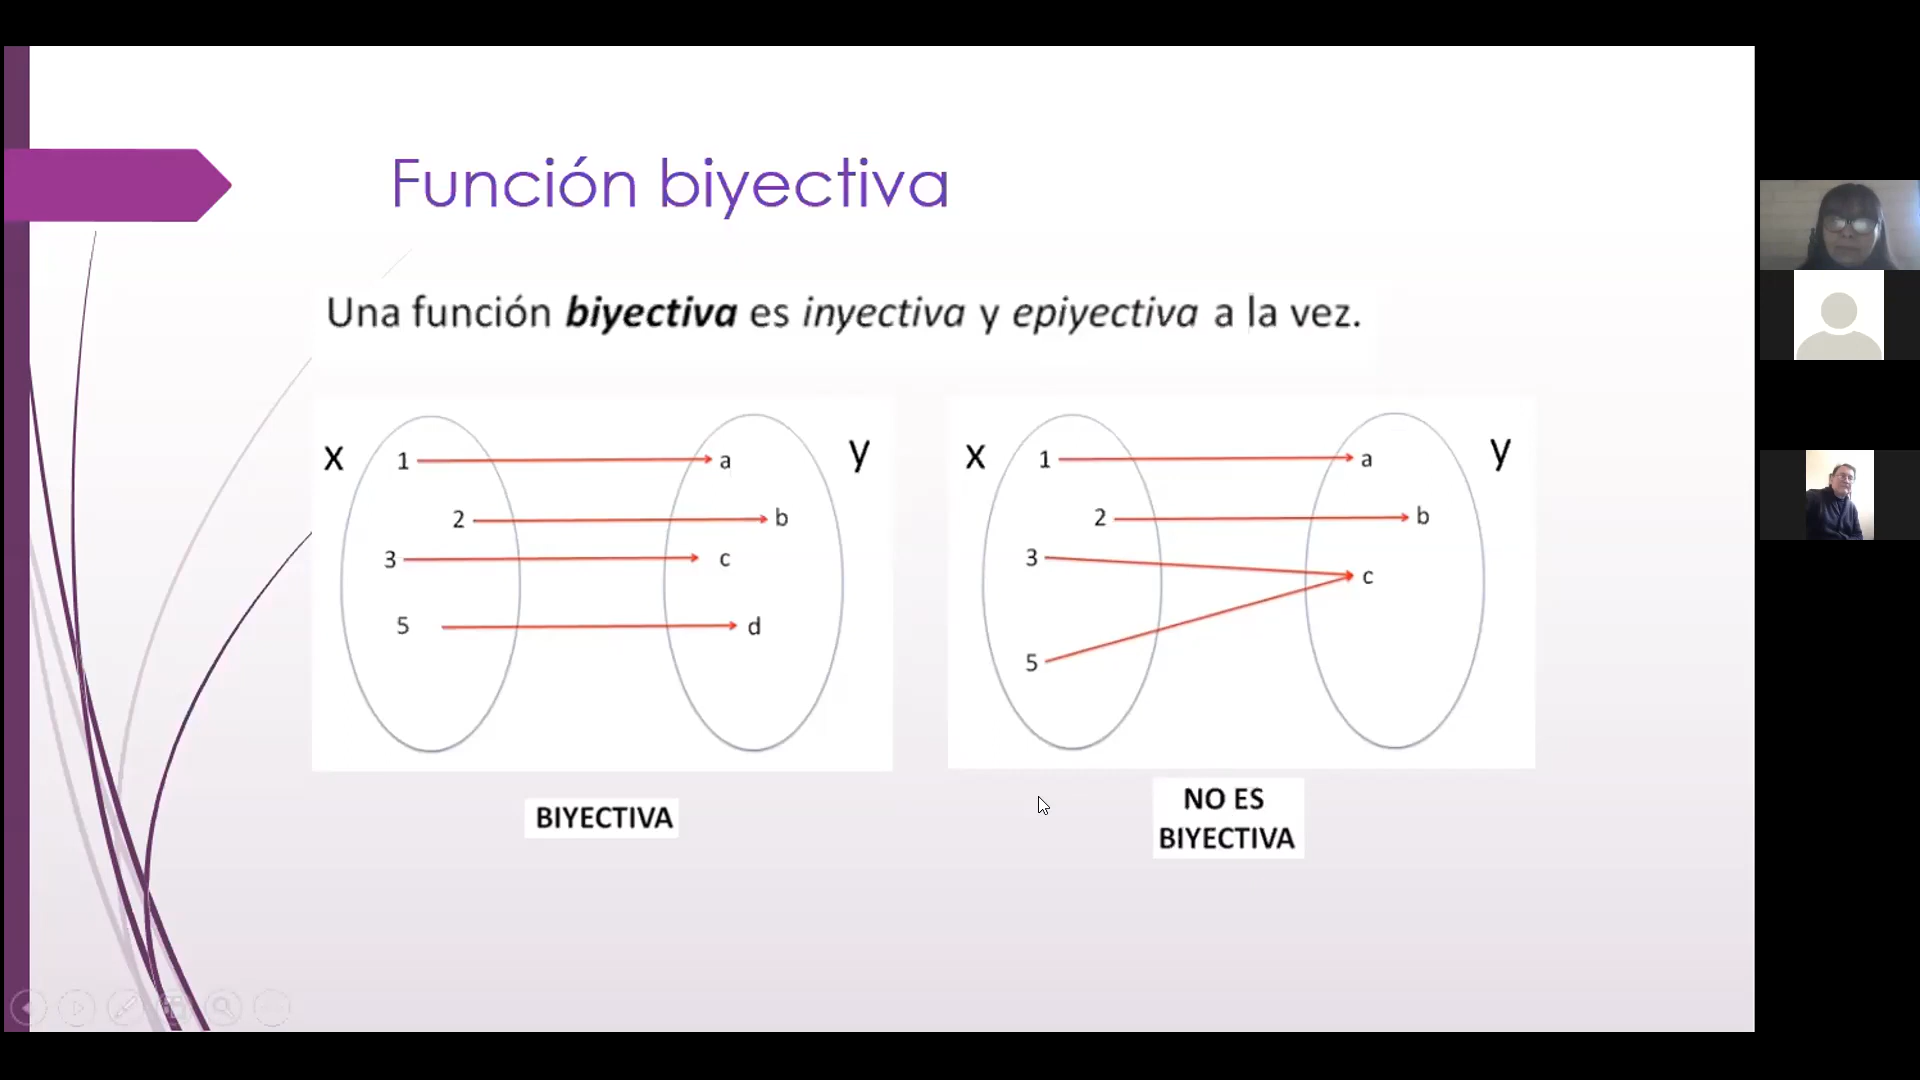 Función biyectiva
Una función biyectiva es inyectiva y epiyectiva a la vez.
x 1 a y
2 b
3 c
5 d
BIYECTIVA
x 1 a y
2 b
3 c
5
NO ES
BIYECTIVA